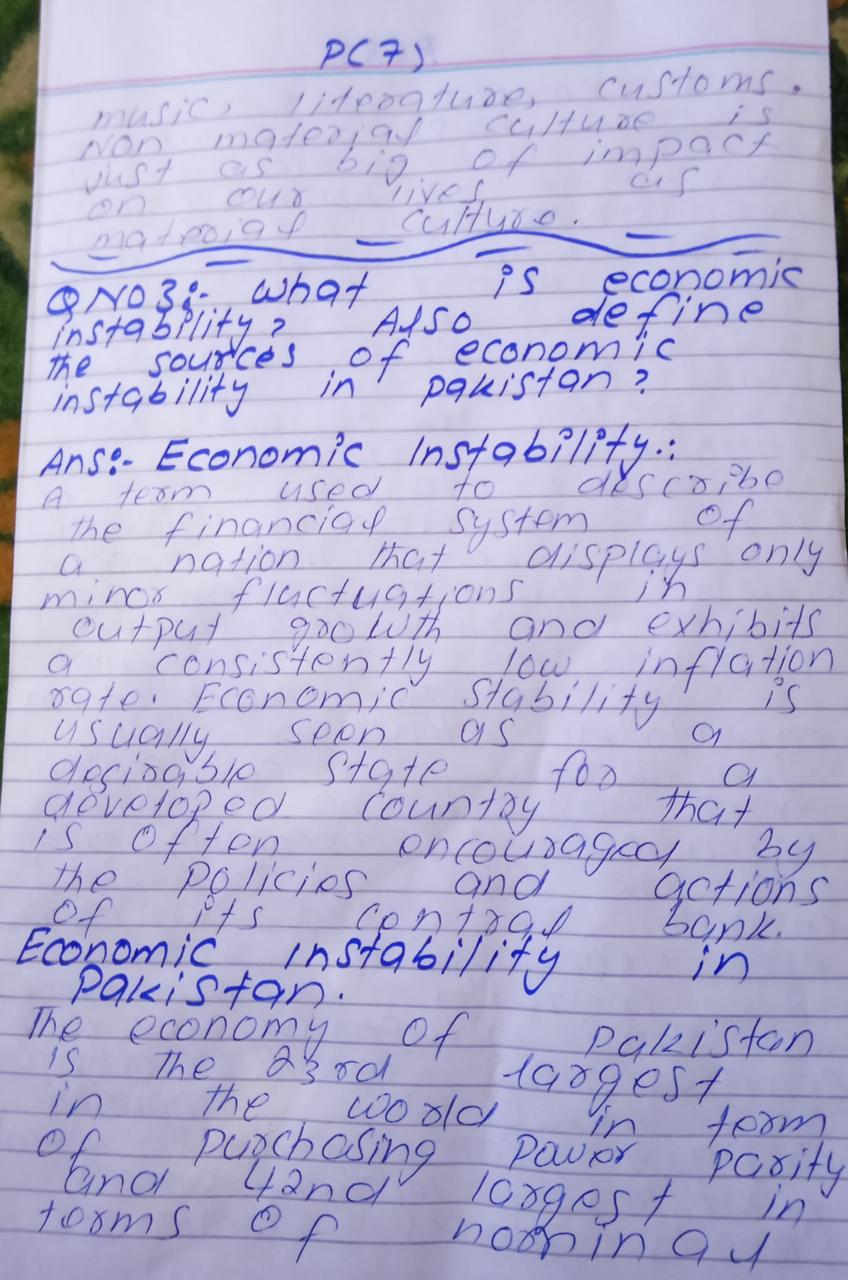 P(7)
music, literature, customs.
Non material culture is
just as big of impact
on our lives as
material culture.
QNO3:- What is economic
instability? Also define
the sources of economic
instability in pakistan?
Ans:- Economic Instability.:
A term used to describe
the financial system of
a nation that displays only
minor fluctuations in
output growth and exhibits
a consistently low inflation
rate. Economic Stability is
usually seen as a
desirable state for a
developed country that
is often encouraged by
the policies and actions
of its central bank.
Economic instability in
Pakistan.
The economy of pakistan
is the 23rd largest
in the world in term
of purchasing power parity
and 42nd largest in
terms of nominal